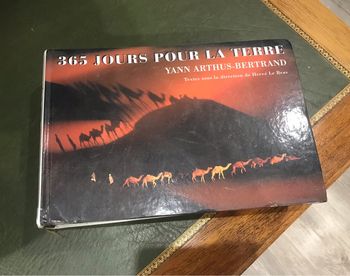 365 JOURS POUR LA TERRE
YANN ARTHUS-BERTRAND
Textes sous la direction de Hervé Le Bras